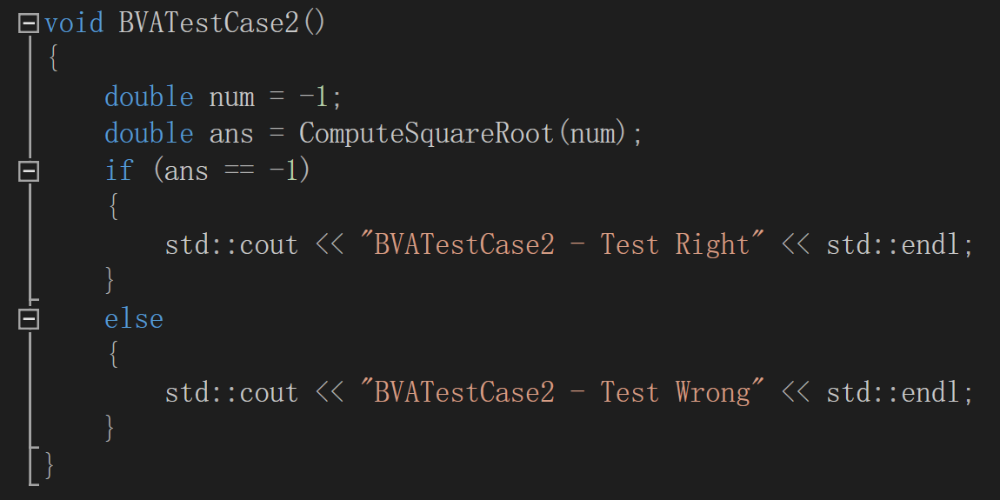 void BVATestCase2()
{
    double num = -1;
    double ans = ComputeSquareRoot(num);
    if (ans == -1)
    {
        std::cout << "BVATestCase2 - Test Right" << std::endl;
    }
    else
    {
        std::cout << "BVATestCase2 - Test Wrong" << std::endl;
    }
}